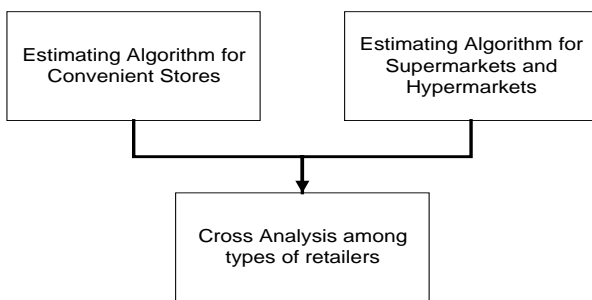 Estimating Algorithm for
Convenient Stores
Estimating Algorithm for
Supermarkets and
Hypermarkets
Cross Analysis among
types of retailers